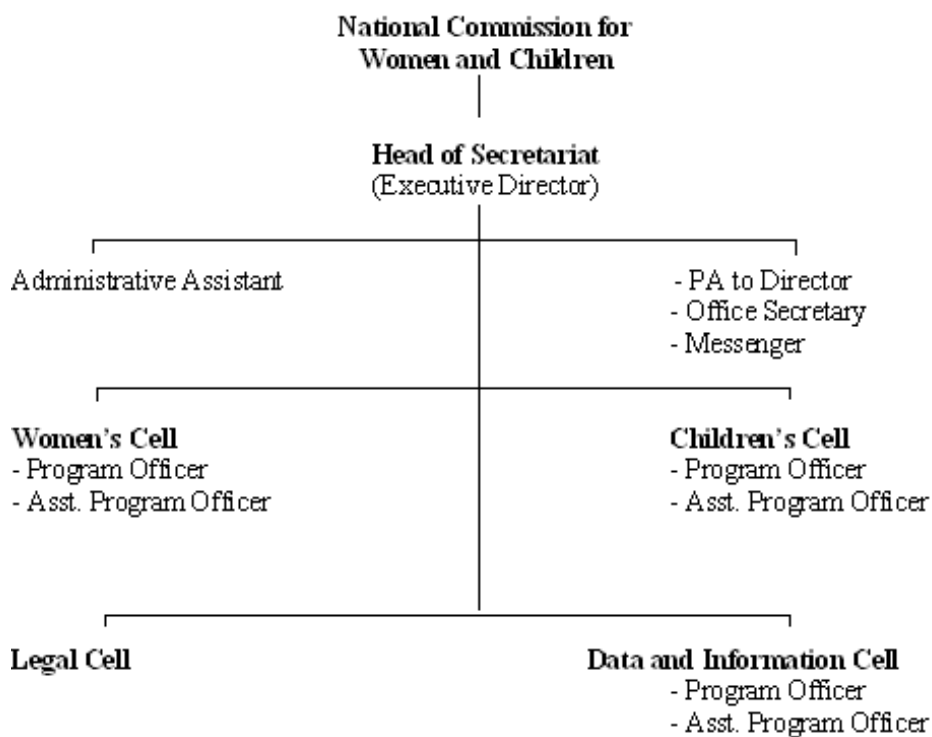 National Commission for
Women and Children
Head of Secretariat
(Executive Director)
Administrative Assistant
- PA to Director
- Office Secretary
- Messenger
Women's Cell
- Program Officer
- Asst. Program Officer
Children's Cell
- Program Officer
- Asst. Program Officer
Legal Cell
Data and Information Cell
- Program Officer
- Asst. Program Officer